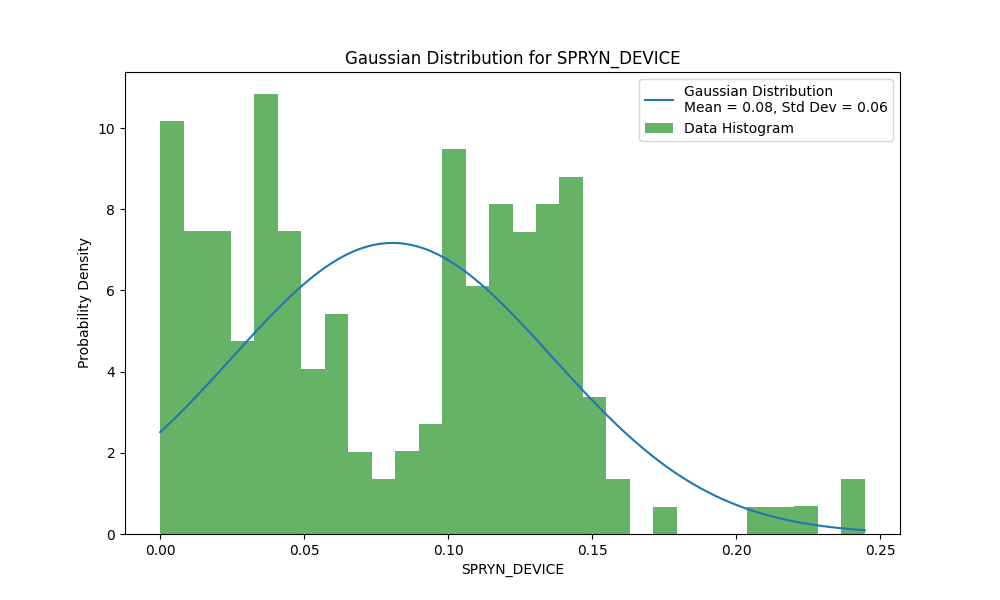 Gaussian Distribution for SPRYN_DEVICE
Gaussian Distribution
Mean = 0.08, Std Dev = 0.06
Data Histogram
Probability Density
10
8
6
4
2
0
0.00 0.05 0.10 0.15 0.20 0.25
SPRYN_DEVICE